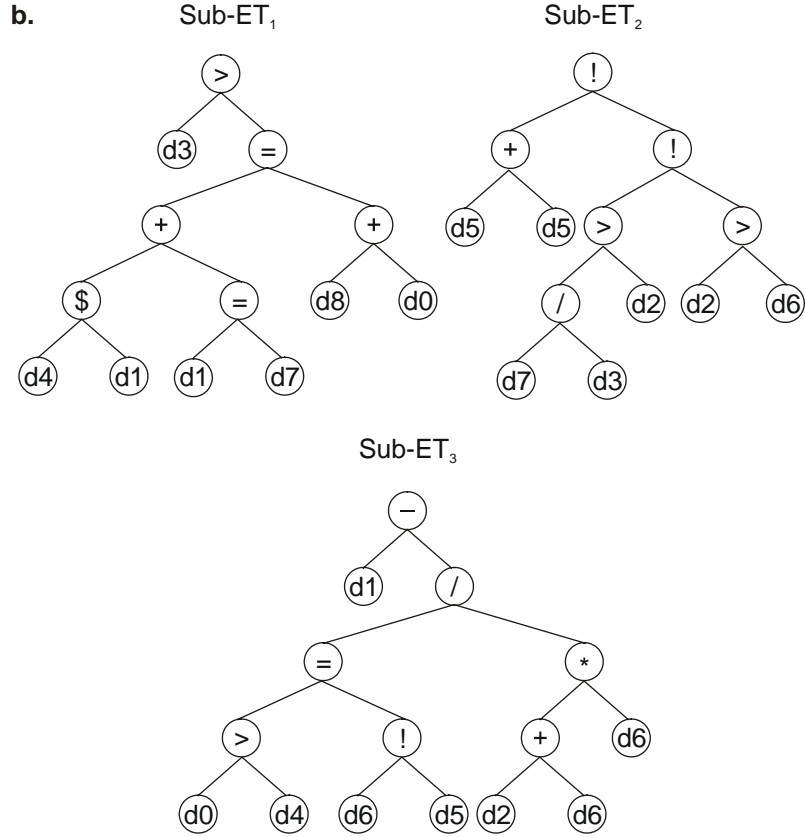 b. Sub-ET₁ Sub-ET₂
> !
d3 = + !
+ + d5 d5 > >
$ = d8 d0 / d2 d2 d6
d4 d1 d1 d7 d7 d3
Sub-ET₃
−
d1 /
= *
> ! + d6
d0 d4 d6 d5 d2 d6